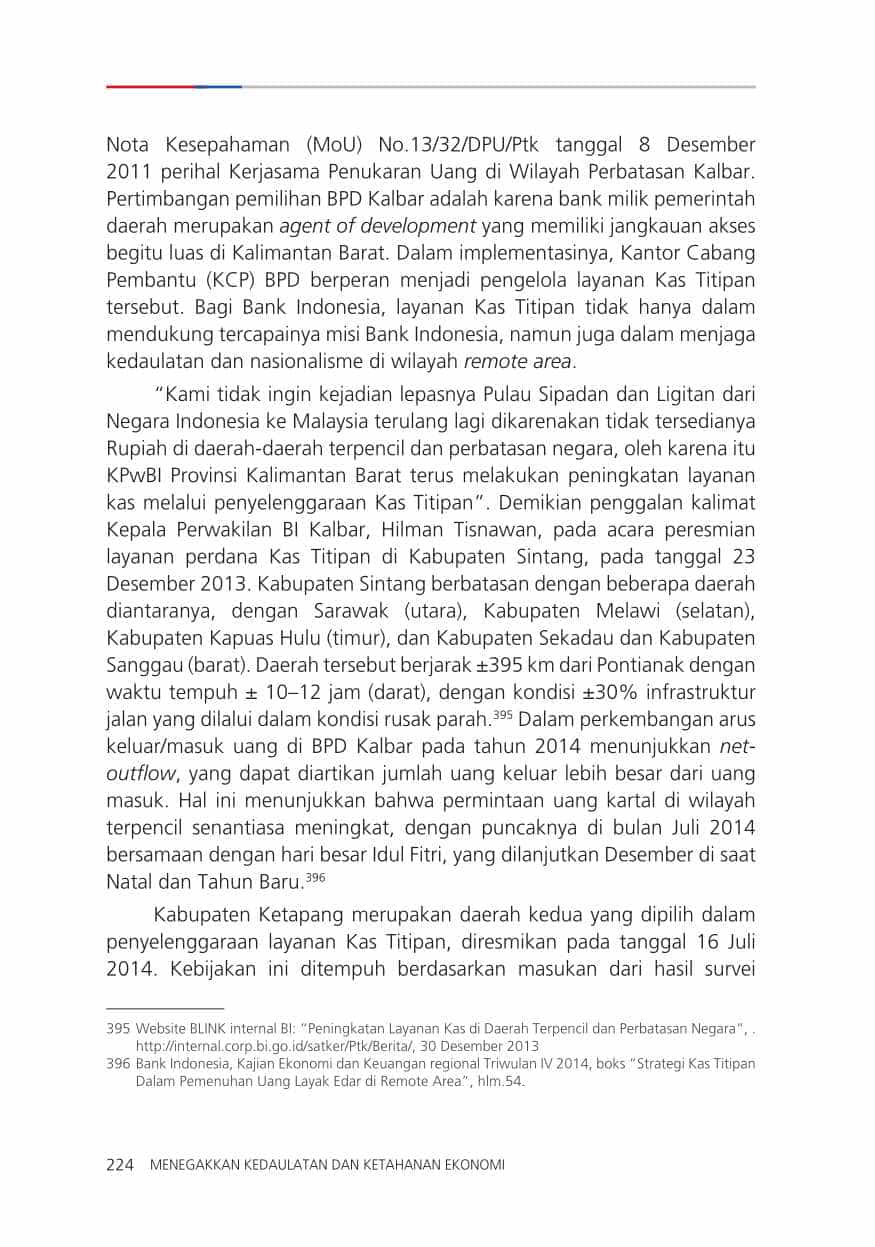 Nota Kesepahaman (MoU) No.13/32/DPU/Ptk tanggal 8 Desember
2011 perihal Kerjasama Penukaran Uang di Wilayah Perbatasan Kalbar.
Pertimbangan pemilihan BPD Kalbar adalah karena bank milik pemerintah
daerah merupakan agent of development yang memiliki jangkauan akses
begitu luas di Kalimantan Barat. Dalam implementasinya, Kantor Cabang
Pembantu (KCP) BPD berperan menjadi pengelola layanan Kas Titipan
tersebut. Bagi Bank Indonesia, layanan Kas Titipan tidak hanya dalam
mendukung tercapainya misi Bank Indonesia, namun juga dalam menjaga
kedaulatan dan nasionalisme di wilayah remote area.
“Kami tidak ingin kejadian lepasnya Pulau Sipadan dan Ligitan dari
Negara Indonesia ke Malaysia terulang lagi dikarenakan tidak tersedianya
Rupiah di daerah-daerah terpencil dan perbatasan negara, oleh karena itu
KPwBI Provinsi Kalimantan Barat terus melakukan peningkatan layanan
kas melalui penyelenggaraan Kas Titipan”. Demikian penggalan kalimat
Kepala Perwakilan BI Kalbar, Hilman Tisnawan, pada acara peresmian
layanan perdana Kas Titipan di Kabupaten Sintang, pada tanggal 23
Desember 2013. Kabupaten Sintang berbatasan dengan beberapa daerah
diantaranya, dengan Sarawak (utara), Kabupaten Melawi (selatan),
Kabupaten Kapuas Hulu (timur), dan Kabupaten Sekadau dan Kabupaten
Sanggau (barat). Daerah tersebut berjarak ±395 km dari Pontianak dengan
waktu tempuh ± 10–12 jam (darat), dengan kondisi ±30% infrastruktur
jalan yang dilalui dalam kondisi rusak parah.395 Dalam perkembangan arus
keluar/masuk uang di BPD Kalbar pada tahun 2014 menunjukkan net-
outflow, yang dapat diartikan jumlah uang keluar lebih besar dari uang
masuk. Hal ini menunjukkan bahwa permintaan uang kartal di wilayah
terpencil senantiasa meningkat, dengan puncaknya di bulan Juli 2014
bersamaan dengan hari besar Idul Fitri, yang dilanjutkan Desember di saat
Natal dan Tahun Baru.396
Kabupaten Ketapang merupakan daerah kedua yang dipilih dalam
penyelenggaraan layanan Kas Titipan, diresmikan pada tanggal 16 Juli
2014. Kebijakan ini ditempuh berdasarkan masukan dari hasil survei
395 Website BLINK internal BI: “Peningkatan Layanan Kas di Daerah Terpencil dan Perbatasan Negara”, .
http://internal.corp.bi.go.id/satker/Ptk/Berita/, 30 Desember 2013
396 Bank Indonesia, Kajian Ekonomi dan Keuangan regional Triwulan IV 2014, boks “Strategi Kas Titipan
Dalam Pemenuhan Uang Layak Edar di Remote Area”, hlm.54.
224 MENEGAKKAN KEDAULATAN DAN KETAHANAN EKONOMI